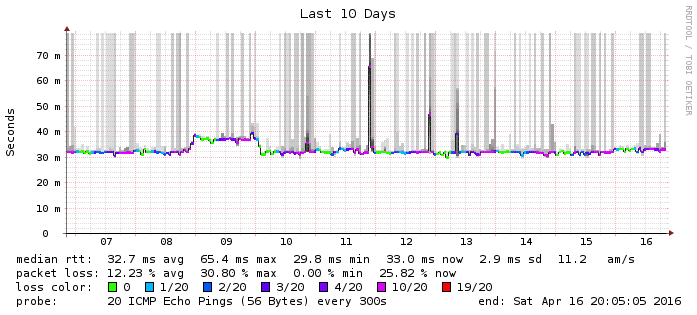 Last 10 Days
RRDTOOL / TOBI OETIKER
Seconds
70 m
60 m
50 m
40 m
30 m
20 m
10 m
0
07 08 09 10 11 12 13 14 15 16
median rtt: 32.7 ms avg 65.4 ms max 29.8 ms min 33.0 ms now 2.9 ms sd 11.2 am/s
packet loss: 12.23 % avg 30.80 % max 0.00 % min 25.82 % now
loss color: 0 1/20 2/20 3/20 4/20 10/20 19/20
probe: 20 ICMP Echo Pings (56 Bytes) every 300s end: Sat Apr 16 20:05:05 2016